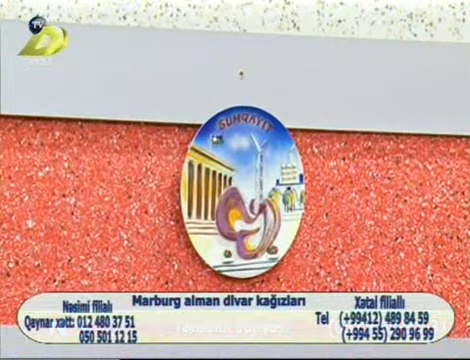 TV
SUMQAYIT
Marburg alman divar kağızları
Nəsimi filialı
Qaynar xətt: 012 480 37 51
050 501 12 15
Xətai filialı
Tel (+99412) 489 84 59
(+994 55) 290 96 99